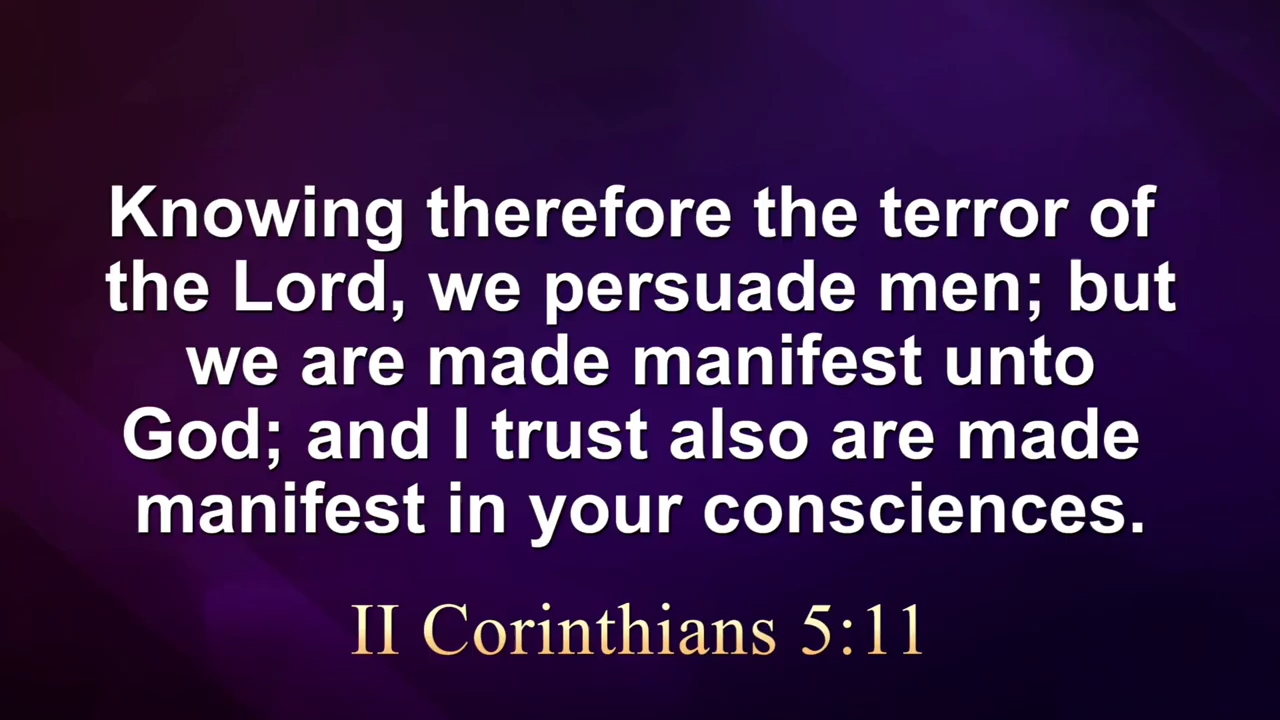 Knowing therefore the terror of
the Lord, we persuade men; but
we are made manifest unto
God; and I trust also are made
manifest in your consciences.
II Corinthians 5:11